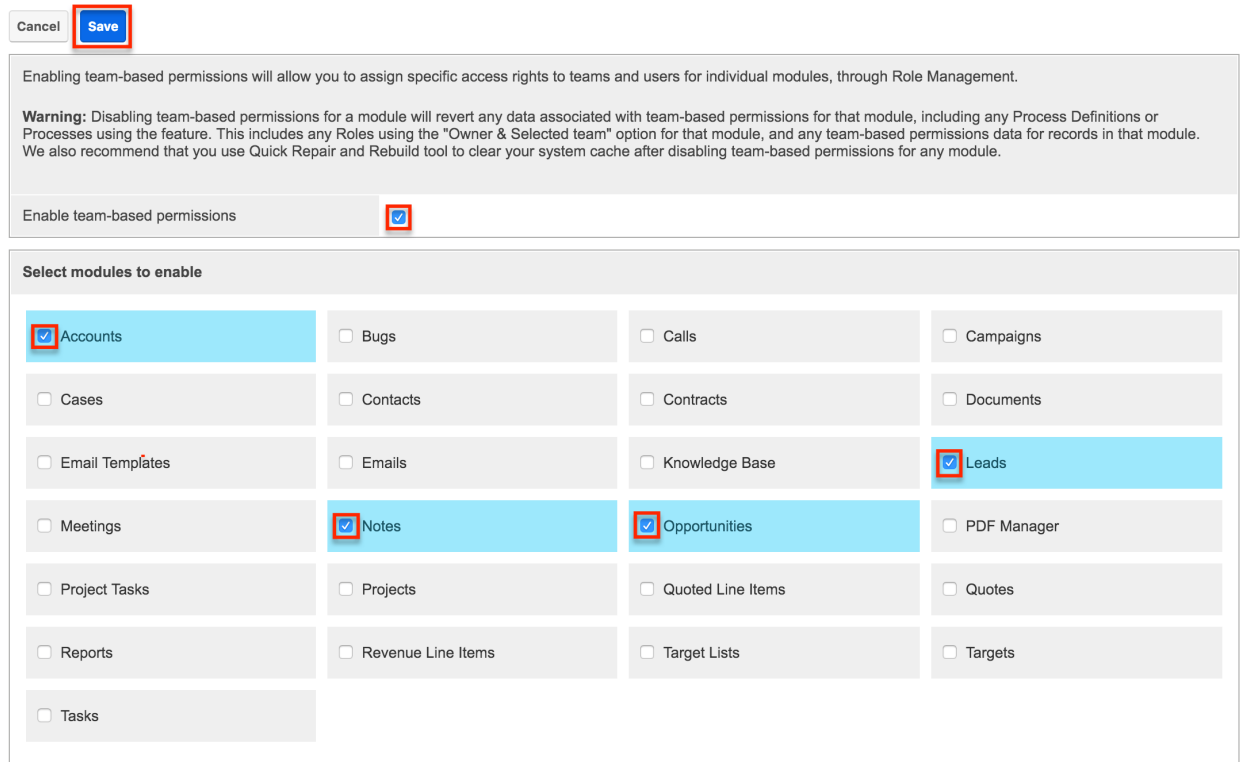 Cancel
Save
Enabling team-based permissions will allow you to assign specific access rights to teams and users for individual modules, through Role Management.
Warning: Disabling team-based permissions for a module will revert any data associated with team-based permissions for that module, including any Process Definitions or
Processes using the feature. This includes any Roles using the "Owner & Selected team" option for that module, and any team-based permissions data for records in that module.
We also recommend that you use Quick Repair and Rebuild tool to clear your system cache after disabling team-based permissions for any module.
Enable team-based permissions
Select modules to enable
Accounts
Bugs
Calls
Campaigns
Cases
Contacts
Contracts
Documents
Email Templates
Emails
Knowledge Base
Leads
Meetings
Notes
Opportunities
PDF Manager
Project Tasks
Projects
Quoted Line Items
Quotes
Reports
Revenue Line Items
Target Lists
Targets
Tasks